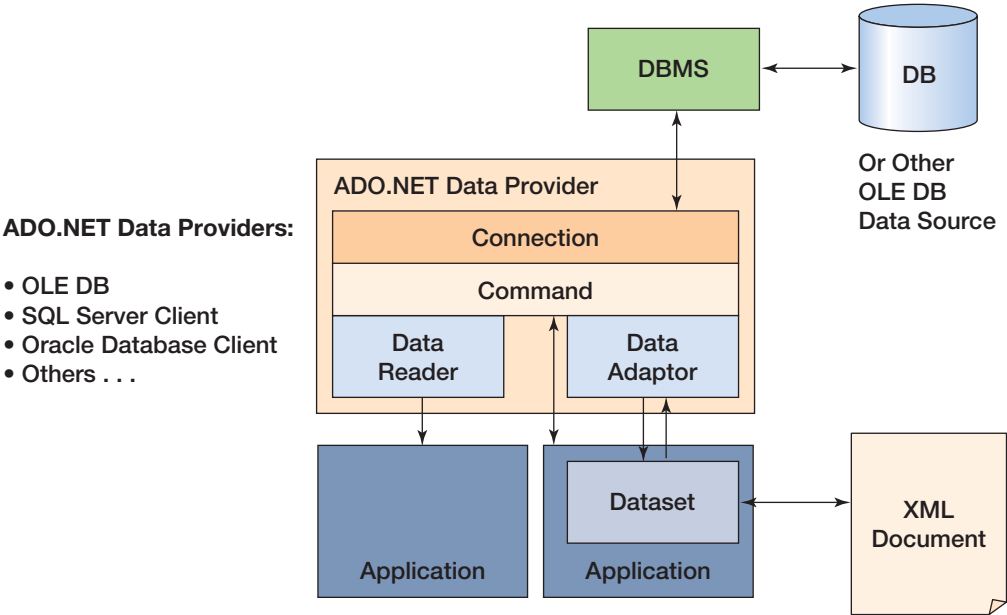 DBMS
DB
Or Other
OLE DB
Data Source
ADO.NET Data Provider
Connection
Command
Data
Reader
Data
Adaptor
ADO.NET Data Providers:
• OLE DB
• SQL Server Client
• Oracle Database Client
• Others . . .
Application
Dataset
Application
XML
Document